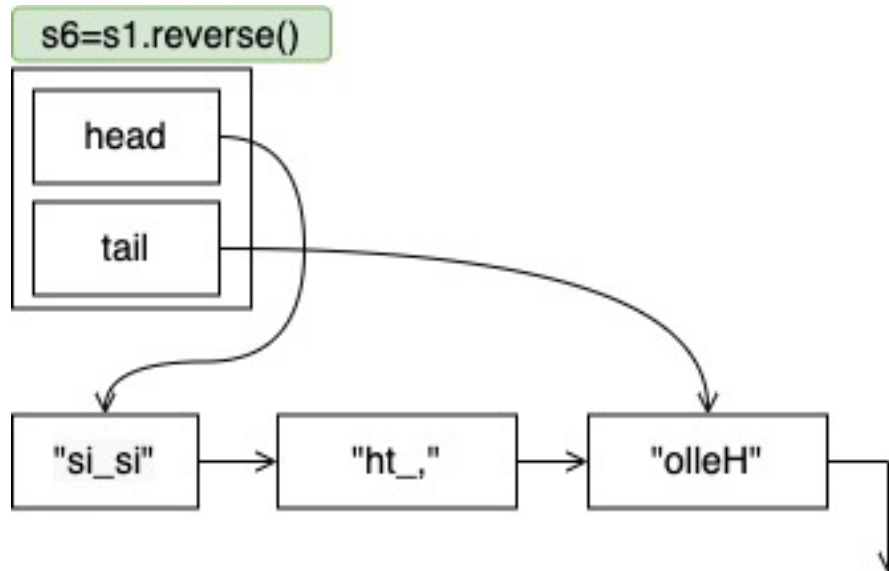 s6=s1.reverse()
head
tail
"si_si"
"ht_,"
"olleH"